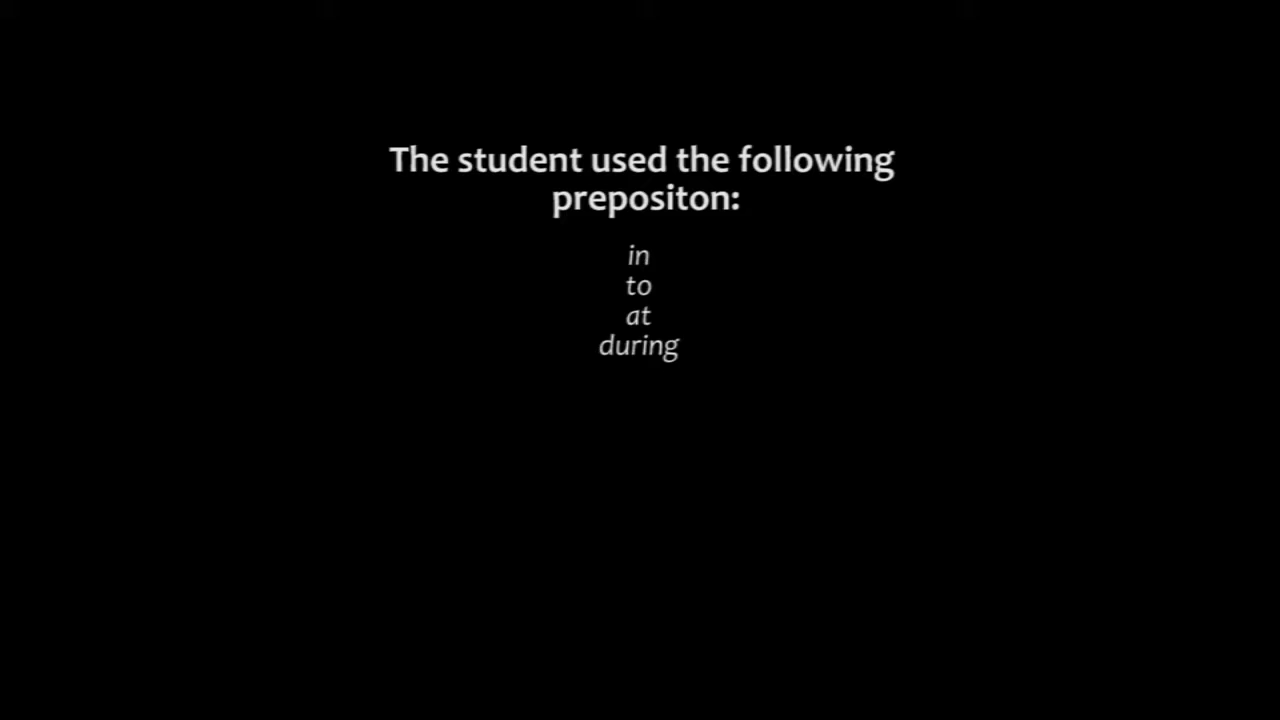 The student used the following
prepositon:
in
to
at
during